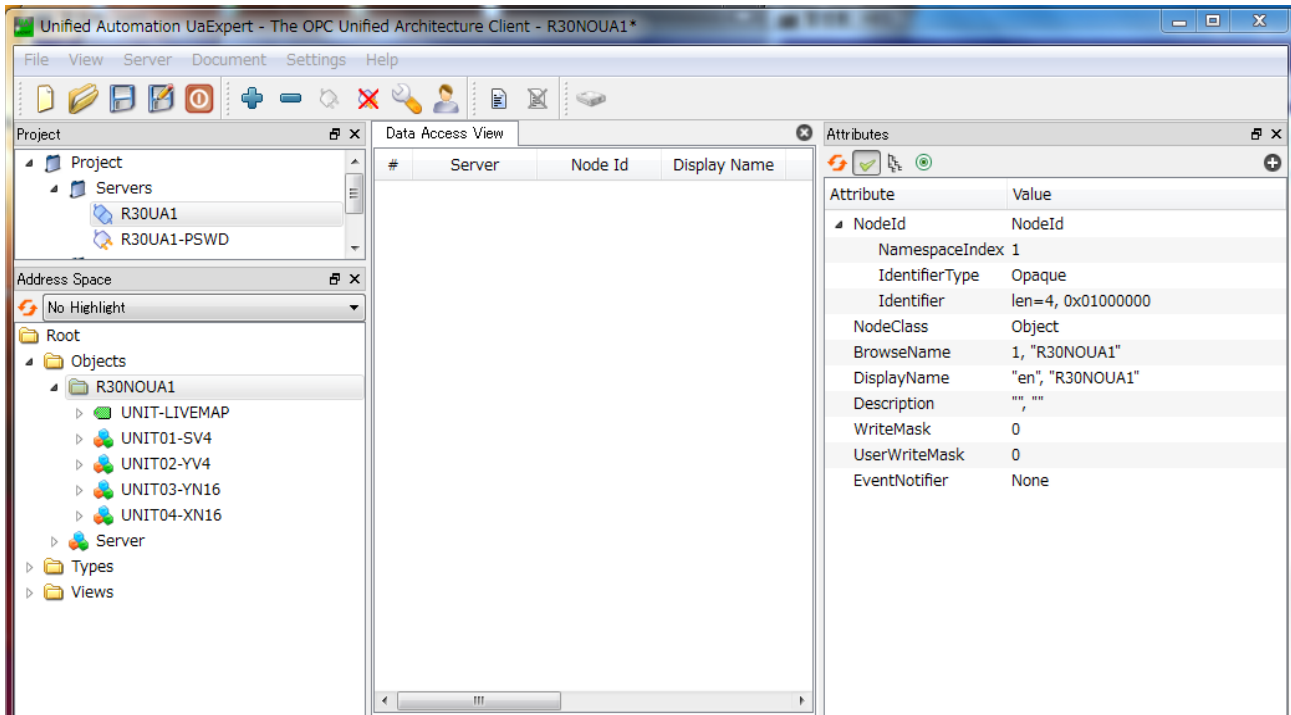 Unified Automation UaExpert - The OPC Unified Architecture Client - R30NOUA1*
File View Server Document Settings Help
Project
Project
Servers
R30UA1
R30UA1-PSWD
Address Space
No Highlight
Root
Objects
R30NOUA1
UNIT-LIVEMAP
UNIT01-SV4
UNIT02-YV4
UNIT03-YN16
UNIT04-XN16
Server
Types
Views
Data Access View
# Server Node Id Display Name
Attributes
Attribute Value
NodeId NodeId
NamespaceIndex 1
IdentifierType Opaque
Identifier len=4, 0x01000000
NodeClass Object
BrowseName 1, "R30NOUA1"
DisplayName "en", "R30NOUA1"
Description "", ""
WriteMask 0
UserWriteMask 0
EventNotifier None